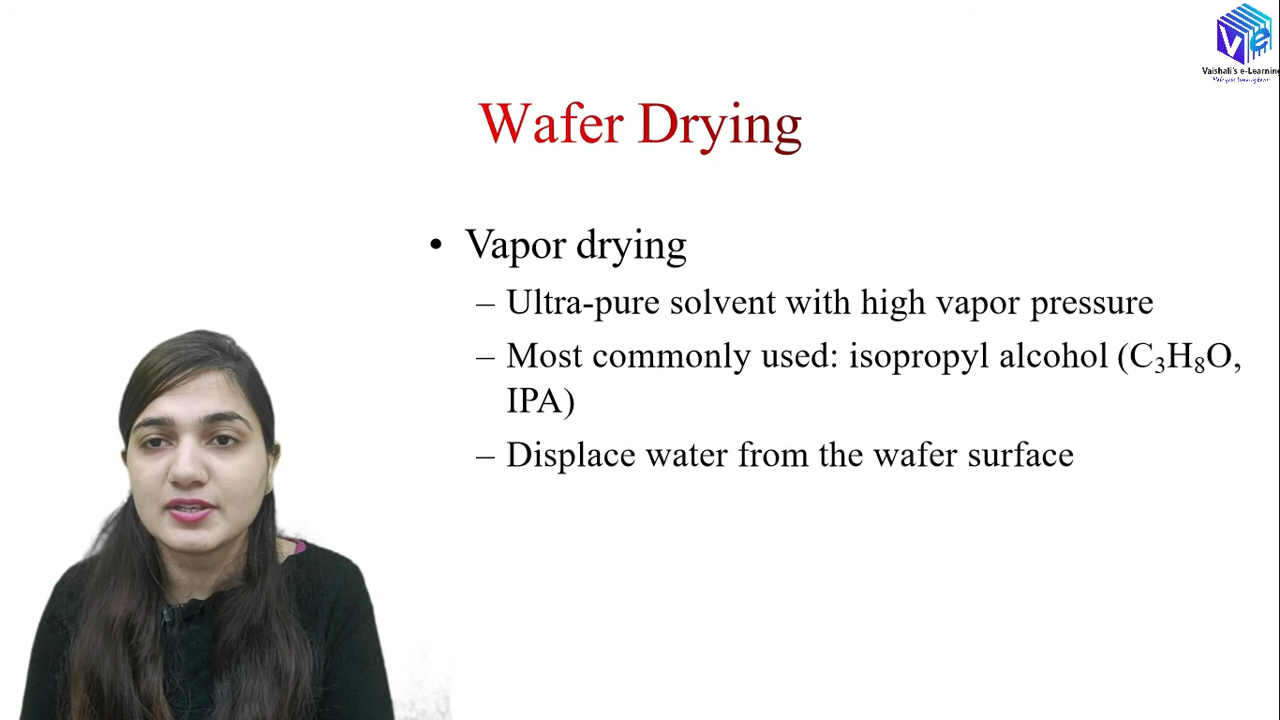 Ve
Vaishali's e-Learning
Wafer Drying
• Vapor drying
– Ultra-pure solvent with high vapor pressure
– Most commonly used: isopropyl alcohol (C₃H₈O,
IPA)
– Displace water from the wafer surface